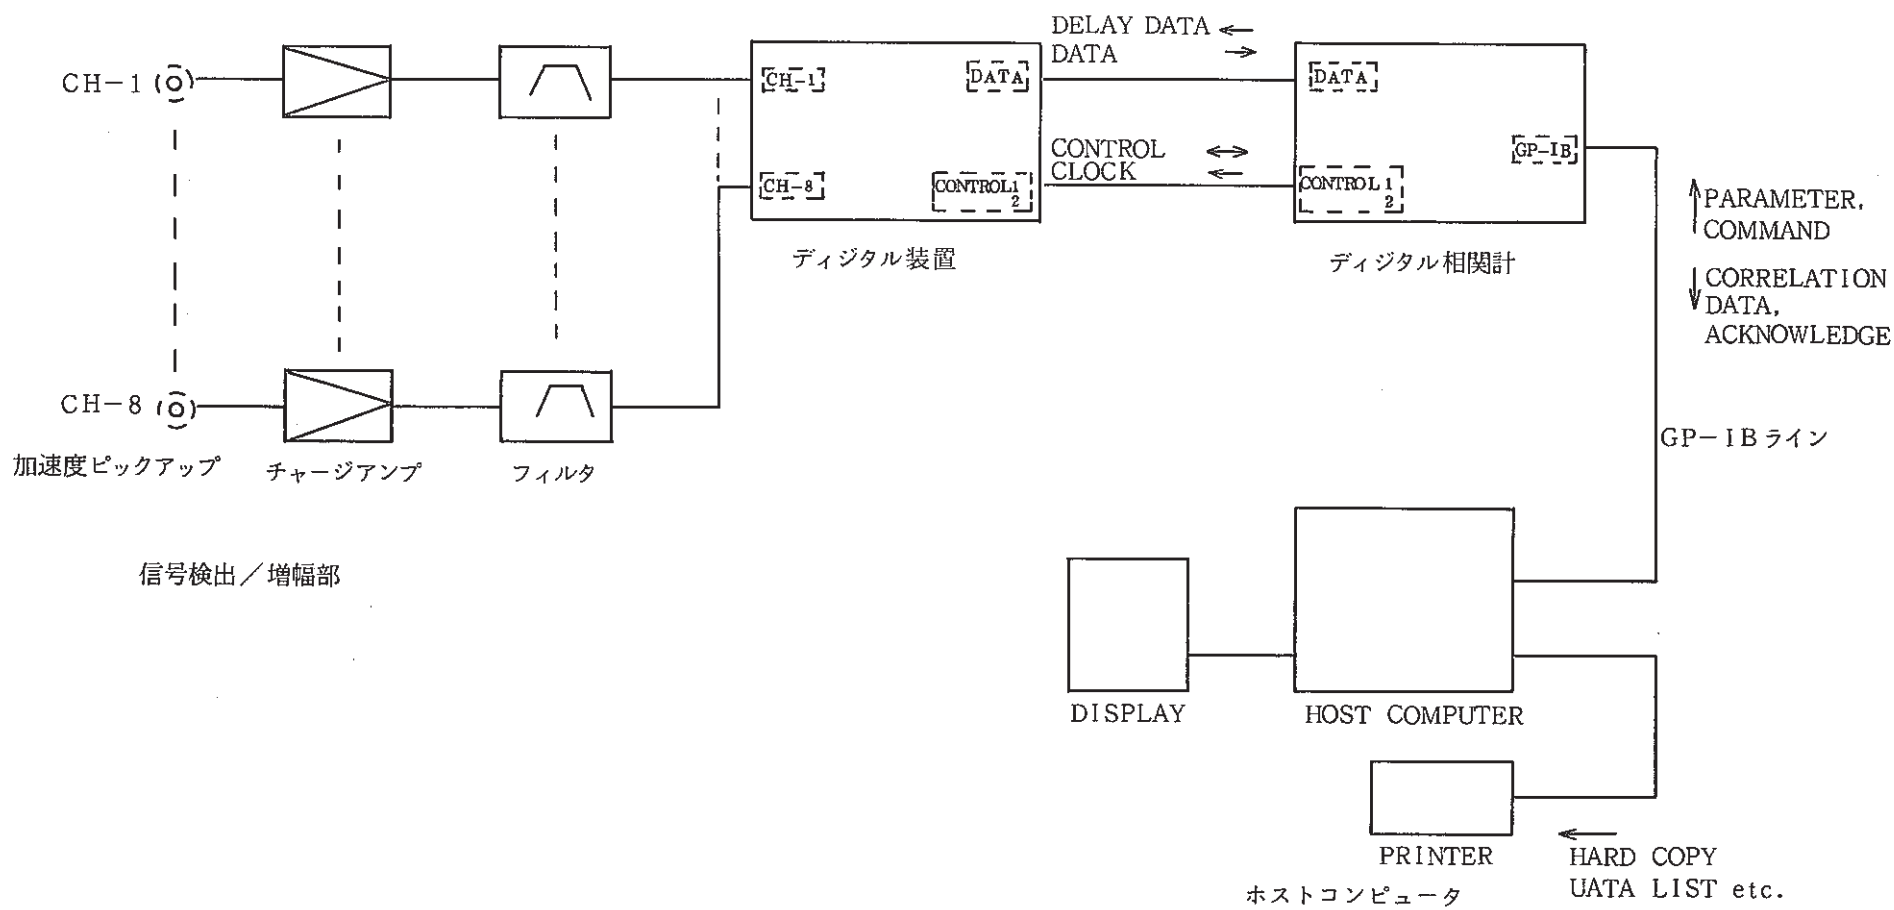 DELAY DATA ←
DATA →
CH-1
CH-1
DATA
DATA
CONTROL ↔
CLOCK ←
GP-IB
CH-8
CONTROL 1
2
CONTROL 1
2
↑ PARAMETER,
COMMAND
ディジタル装置
ディジタル相関計
↓ CORRELATION
DATA,
ACKNOWLEDGE
CH-8
GP-IBライン
加速度ピックアップ
チャージアンプ
フィルタ
信号検出/増幅部
DISPLAY
HOST COMPUTER
PRINTER
←
HARD COPY
UATA LIST etc.
ホストコンピュータ